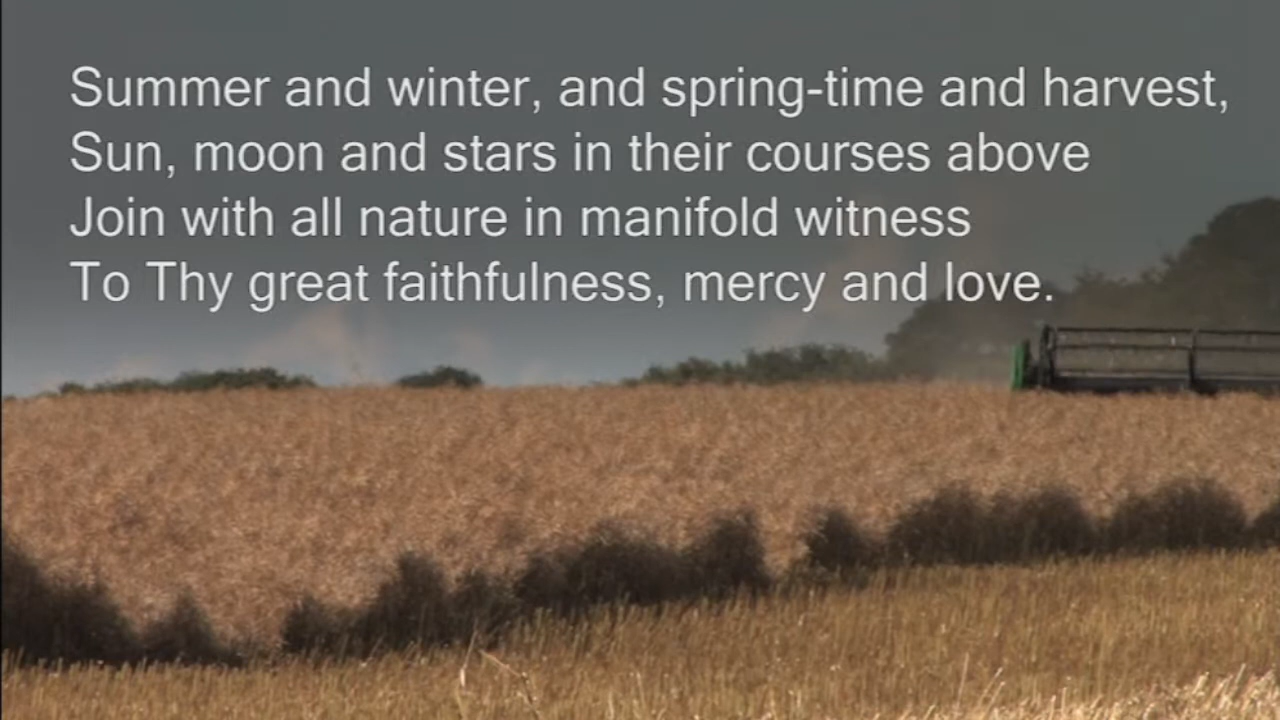 Summer and winter, and spring-time and harvest,
Sun, moon and stars in their courses above
Join with all nature in manifold witness
To Thy great faithfulness, mercy and love.